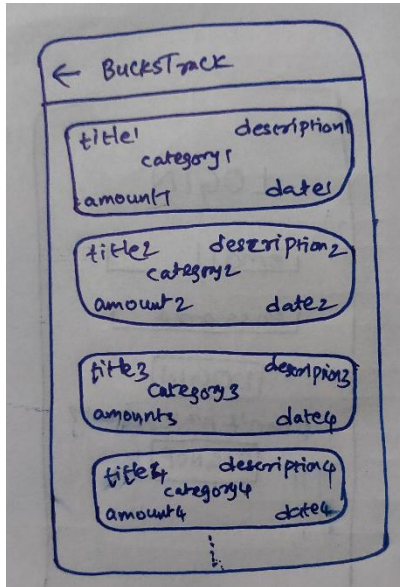 ← BucksTrack
title1 description1
category1
amount1 date1
title2 description2
category2
amount2 date2
title3 description3
category3
amount3 date4
title4 description4
category4
amount4 date4